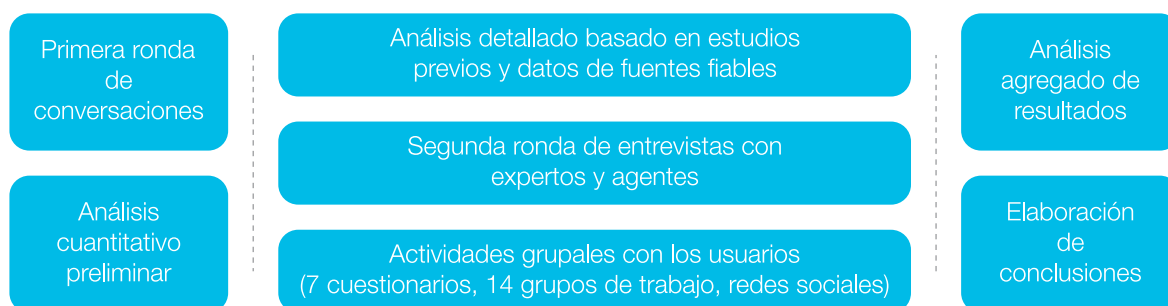 Primera ronda
de
conversaciones
Análisis
cuantitativo
preliminar
Análisis detallado basado en estudios
previos y datos de fuentes fiables
Segunda ronda de entrevistas con
expertos y agentes
Actividades grupales con los usuarios
(7 cuestionarios, 14 grupos de trabajo, redes sociales)
Análisis
agregado de
resultados
Elaboración
de
conclusiones